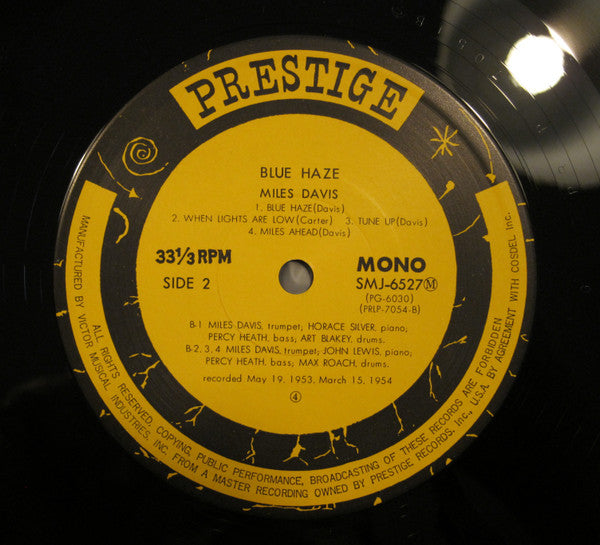 PRESTIGE
BLUE HAZE
MILES DAVIS
1. BLUE HAZE(Davis)
2. WHEN LIGHTS ARE LOW(Carter) 3. TUNE UP(Davis)
4. MILES AHEAD(Davis)
33⅓ RPM
SIDE 2
MONO
SMJ-6527Ⓜ
(PG-6030)
(PRLP-7054-B)
B-1 MILES DAVIS, trumpet; HORACE SILVER, piano;
PERCY HEATH, bass; ART BLAKEY, drums.
B-2, 3, 4 MILES DAVIS, trumpet; JOHN LEWIS, piano;
PERCY HEATH, bass; MAX ROACH, drums.
recorded May 19, 1953, March 15, 1954
④
MANUFACTURED BY VICTOR MUSICAL INDUSTRIES, INC. FROM A MASTER RECORDING OWNED BY PRESTIGE RECORDS, Inc., U.S.A. BY AGREEMENT WITH COSDEL, Inc.
ALL RIGHTS RESERVED, COPYING, PUBLIC PERFORMANCE, BROADCASTING OF THESE RECORDS ARE FORBIDDEN